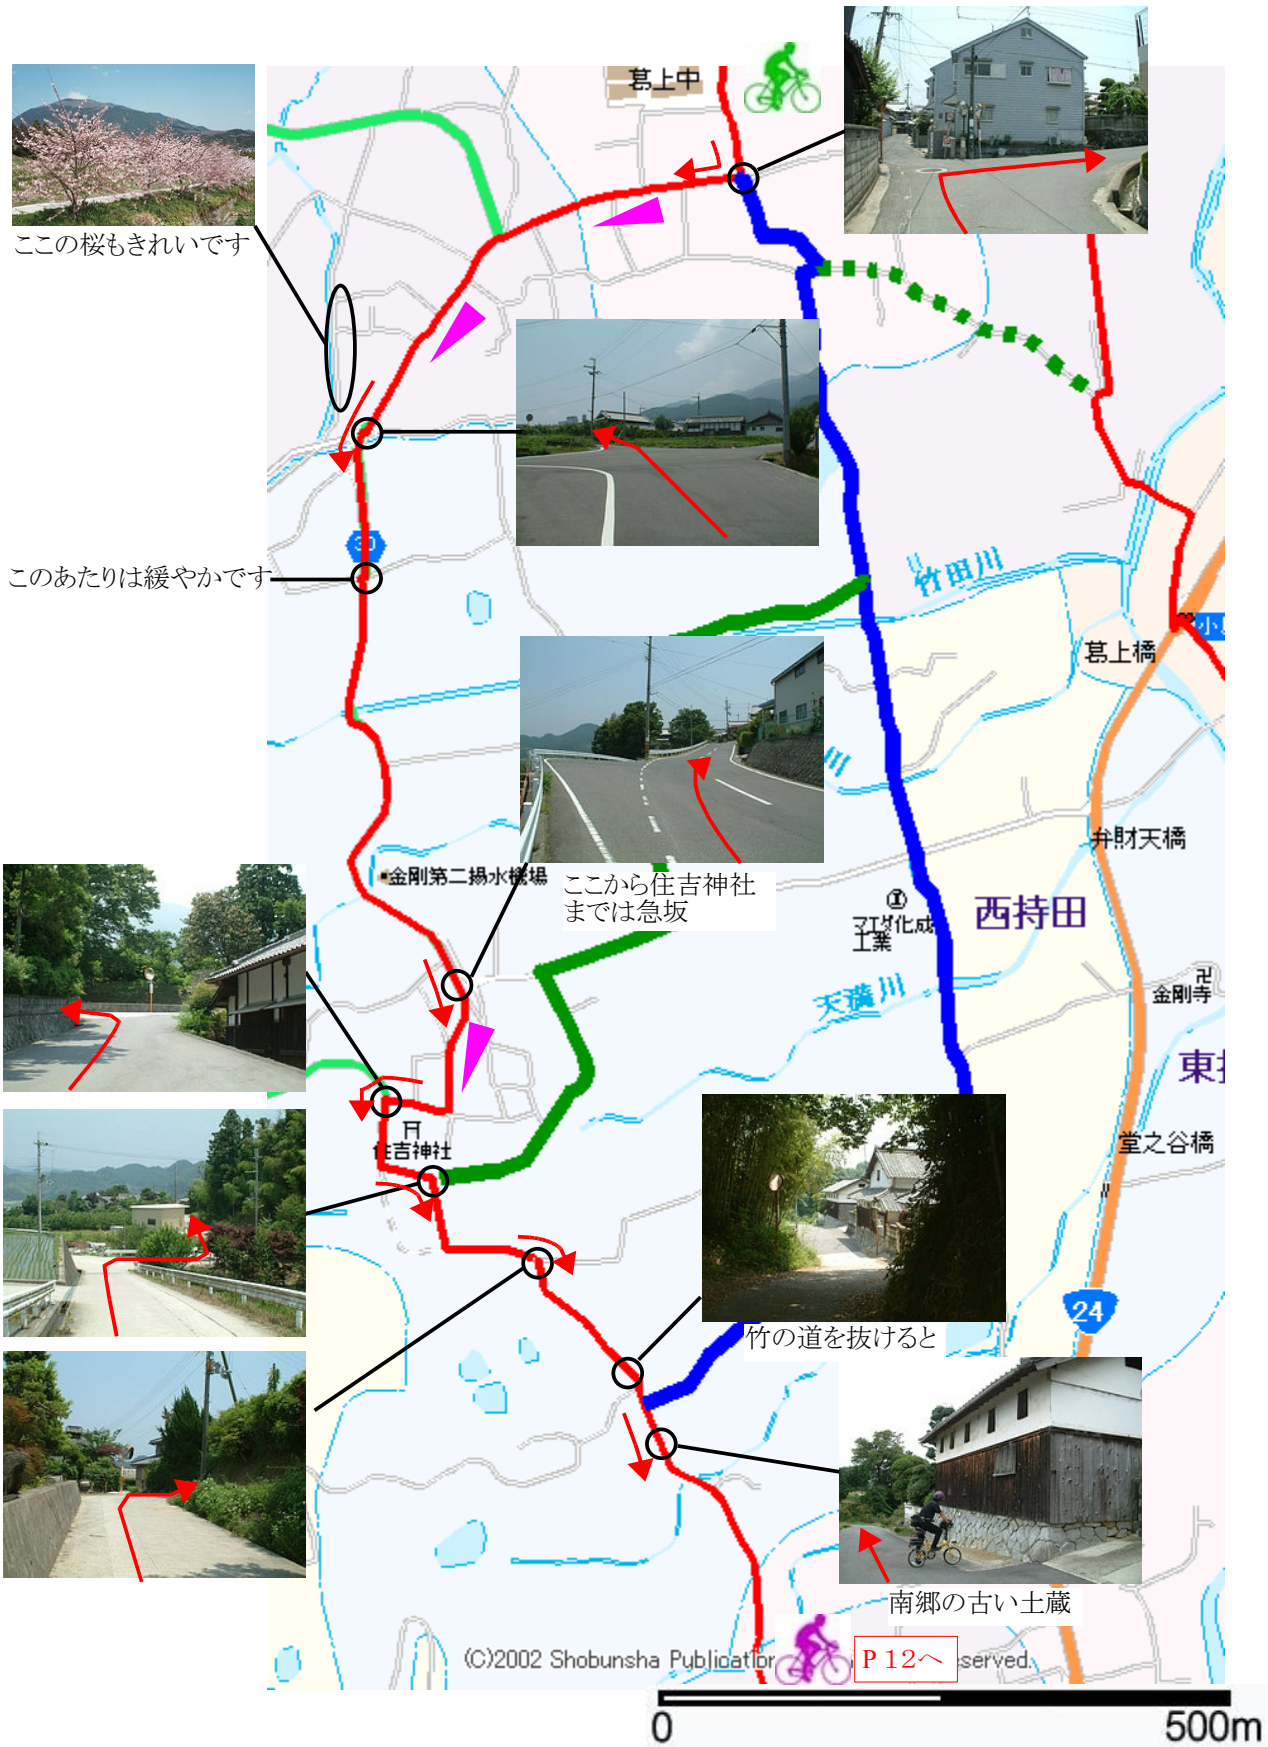 葛上中
ここの桜もきれいです
30
このあたりは緩やかです
竹田川
葛上橋
川
弁財天橋
金剛第二揚水機場
ここから住吉神社
までは急坂
マエダ化成
工業
西持田
天満川
卍
金剛寺
東
住吉神社
堂之谷橋
24
竹の道を抜けると
南郷の古い土蔵
(C)2002 Shobunsha Publication
served.
P 12へ
0
500m